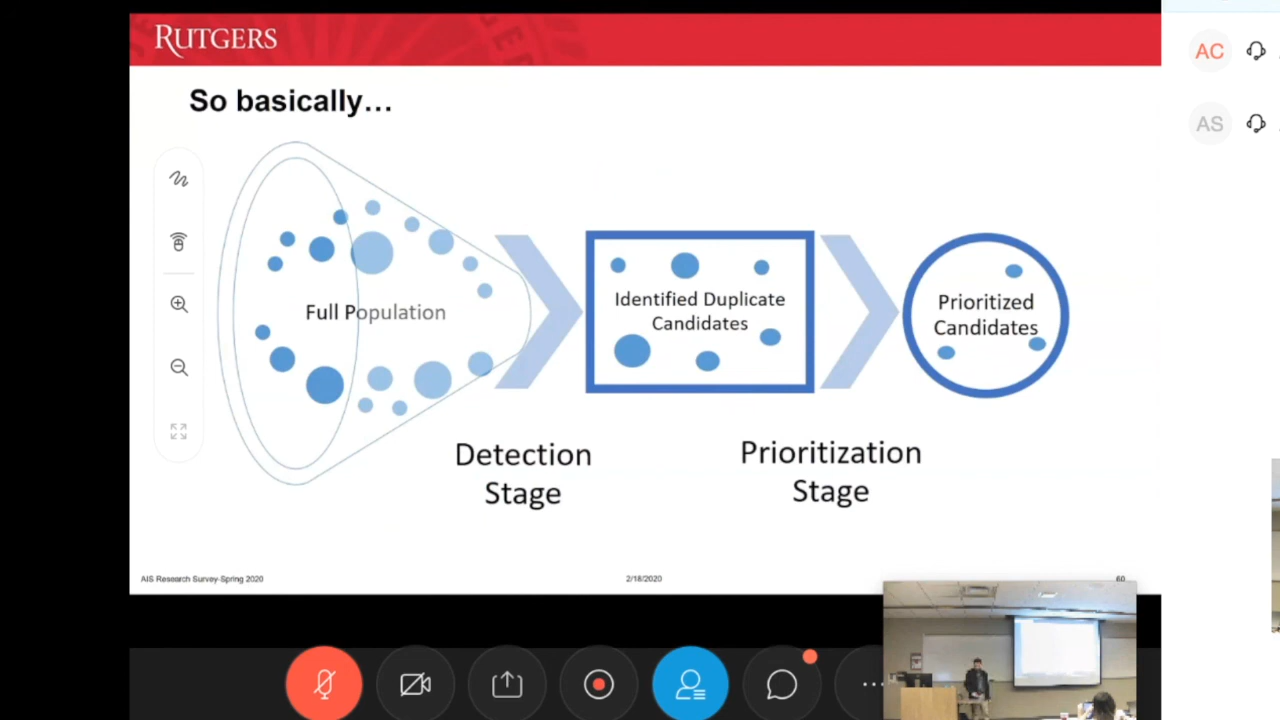 RUTGERS
AC
So basically…
AS
Full Population
Identified Duplicate
Candidates
Prioritized
Candidates
Detection
Stage
Prioritization
Stage
AIS Research Survey-Spring 2020
2/18/2020
60